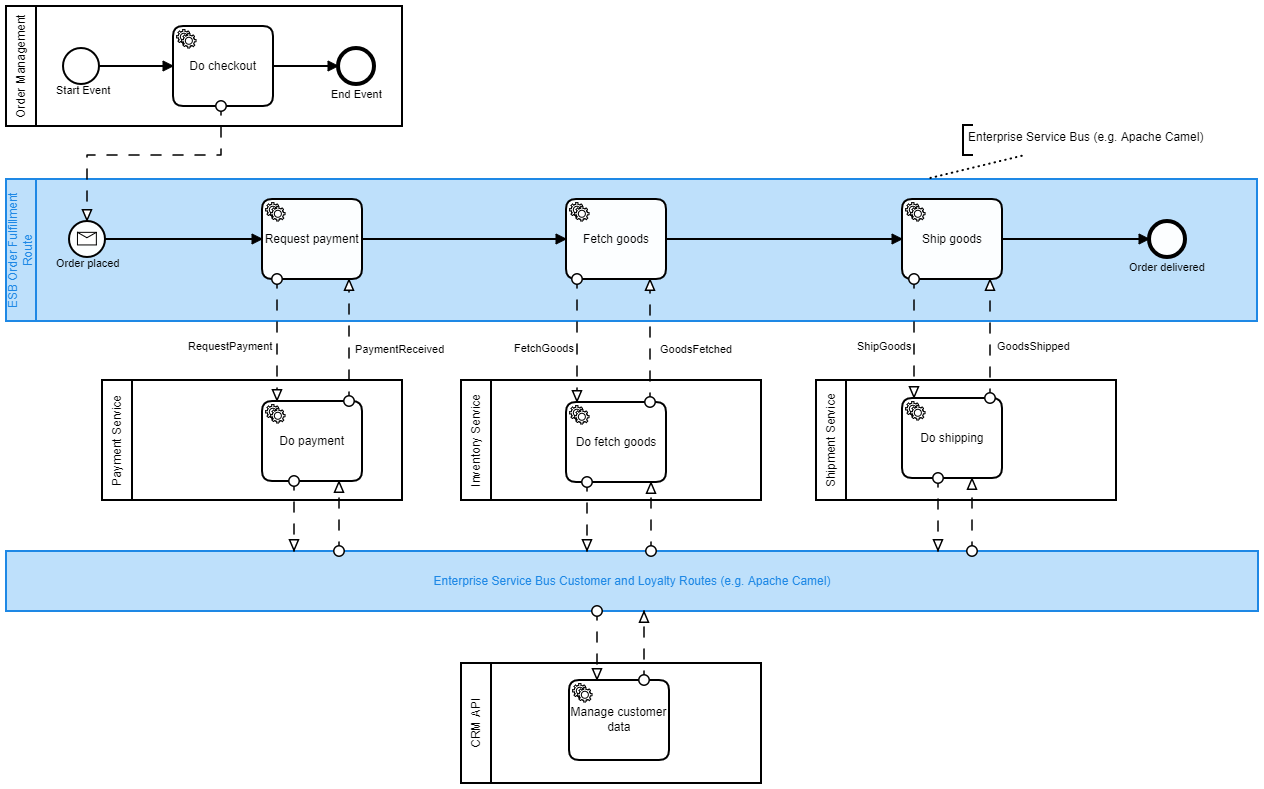 Order Management
Do checkout
Start Event
End Event
Enterprise Service Bus (e.g. Apache Camel)
ESB Order Fulfillment
Route
Order placed
Request payment
Fetch goods
Ship goods
Order delivered
RequestPayment
PaymentReceived
FetchGoods
GoodsFetched
ShipGoods
GoodsShipped
Payment Service
Do payment
Inventory Service
Do fetch goods
Shipment Service
Do shipping
Enterprise Service Bus Customer and Loyalty Routes (e.g. Apache Camel)
CRM API
Manage customer
data